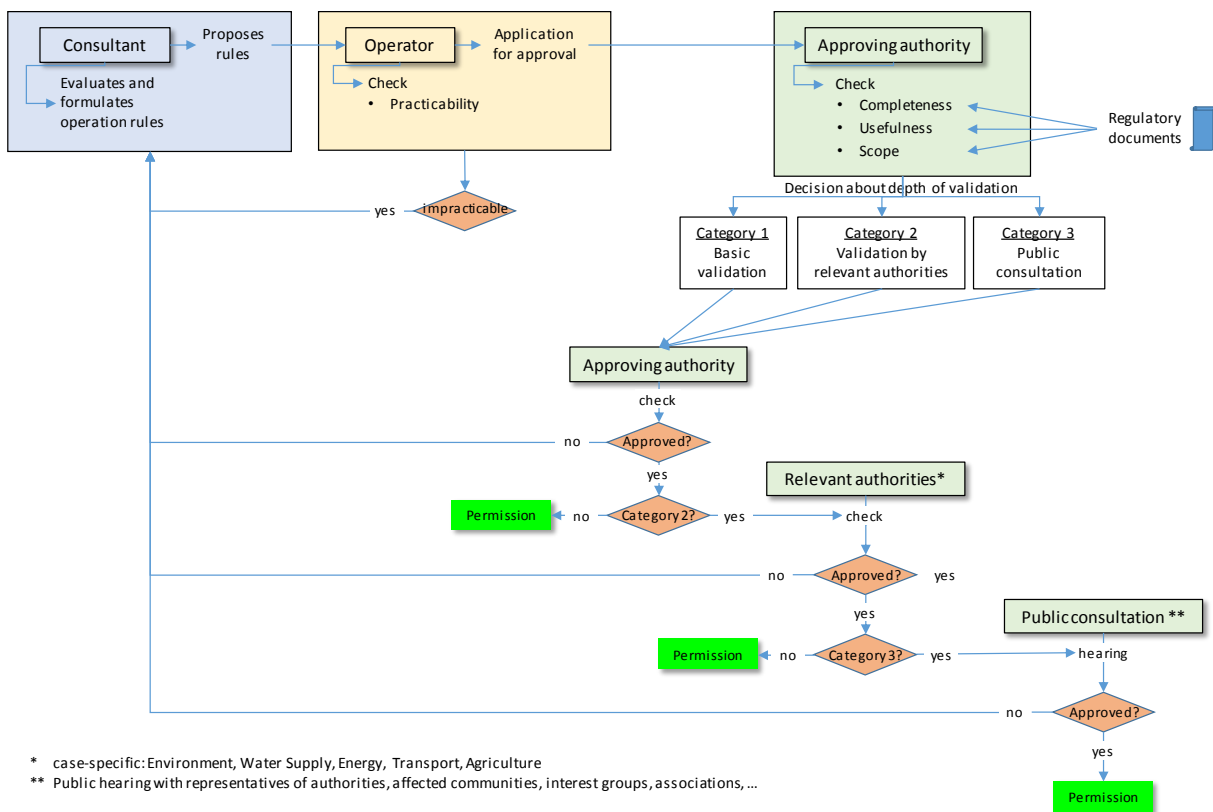 Consultant
Proposes
rules
Evaluates and
formulates
operation rules
Operator
Application
for approval
Check
• Practicability
Approving authority
Check
• Completeness
• Usefulness
• Scope
Regulatory
documents
yes
impracticable
Decision about depth of validation
Category 1
Basic
validation
Category 2
Validation by
relevant authorities
Category 3
Public
consultation
Approving authority
check
no
Approved?
yes
Relevant authorities*
Permission
no
Category 2?
yes
check
no
Approved?
yes
yes
Public consultation **
Permission
no
Category 3?
yes
hearing
no
Approved?
yes
* case-specific: Environment, Water Supply, Energy, Transport, Agriculture
** Public hearing with representatives of authorities, affected communities, interest groups, associations, ...
Permission